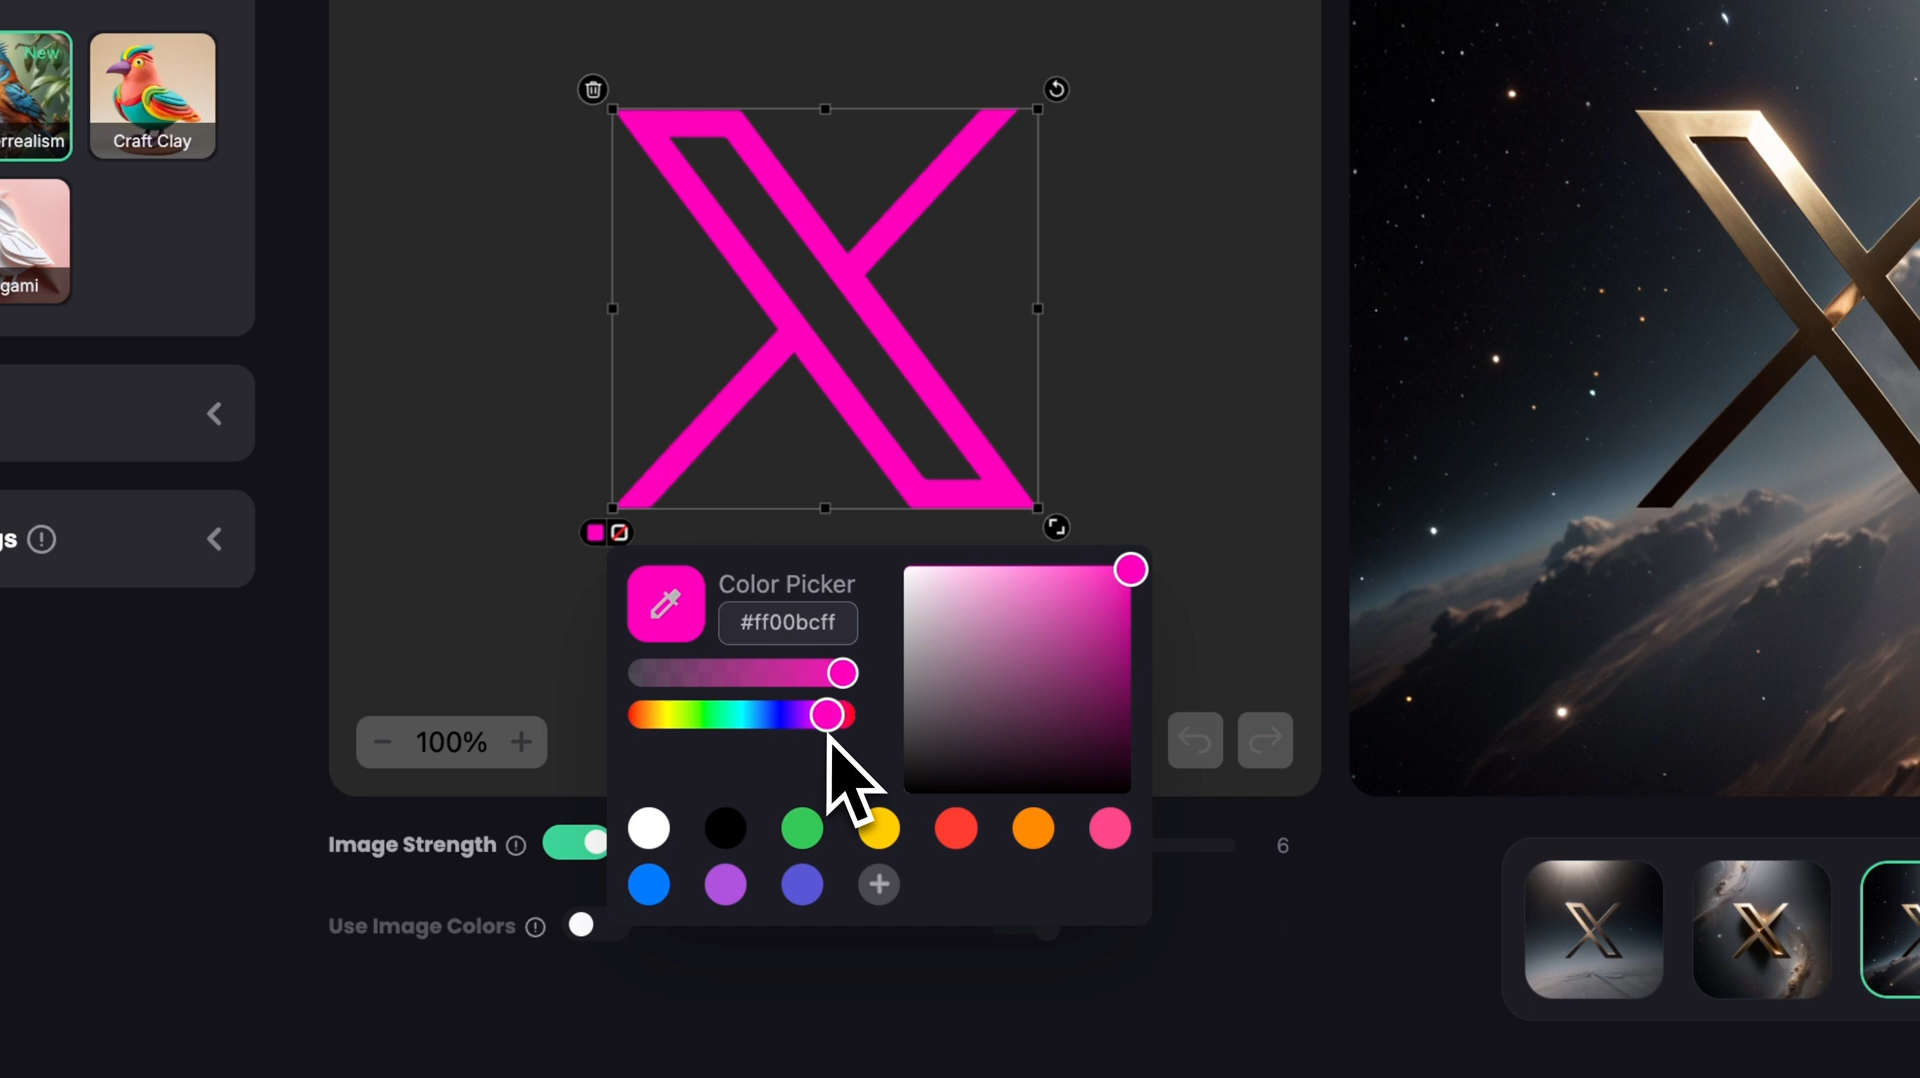 New
rrealism
Craft Clay
gami
gs
Color Picker
#ff00bcff
100%
Image Strength
6
Use Image Colors